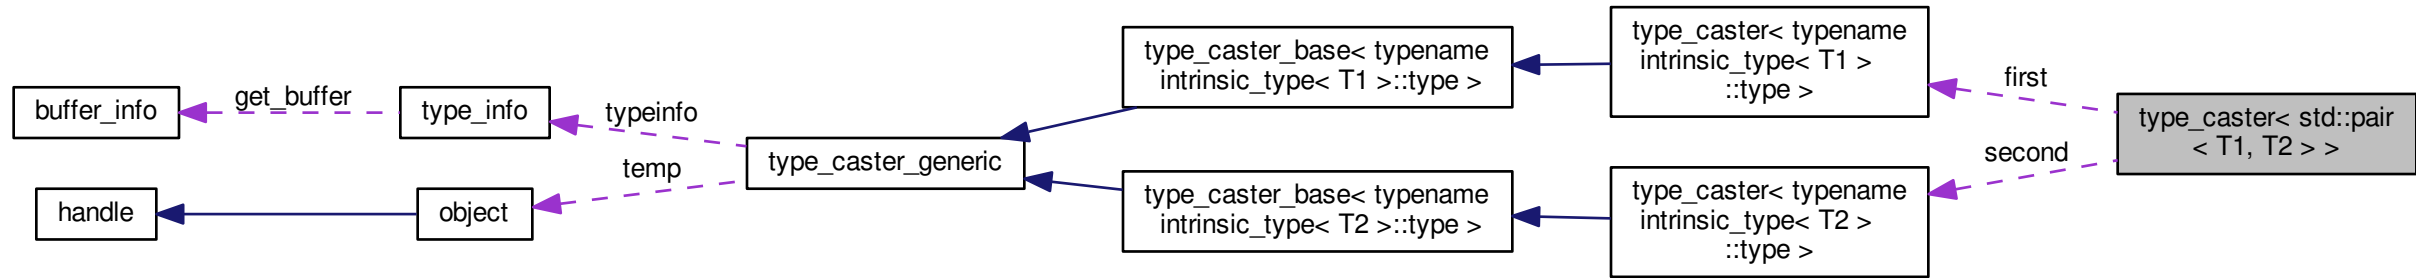 buffer_info
get_buffer
type_info
handle
object
typeinfo
temp
type_caster_generic
type_caster_base< typename
intrinsic_type< T1 >::type >
type_caster_base< typename
intrinsic_type< T2 >::type >
type_caster< typename
intrinsic_type< T1 >
::type >
type_caster< typename
intrinsic_type< T2 >
::type >
first
second
type_caster< std::pair
< T1, T2 > >